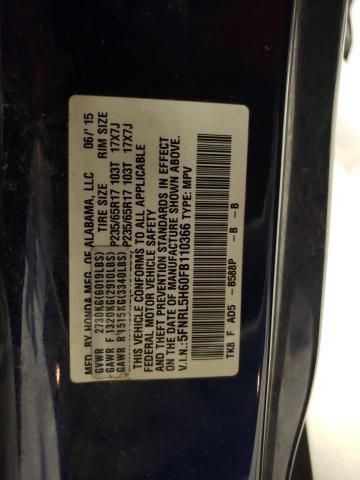 MFD. BY HONDA MFG. OF ALABAMA, LLC 06/'15
TIRE SIZE RIM SIZE
GVWR 2730KG(6019LBS)
GAWR F 1320KG(2910LBS) P235/65R17 103T 17X7J
GAWR R 1515KG(3340LBS) P235/65R17 103T 17X7J
THIS VEHICLE CONFORMS TO ALL APPLICABLE
FEDERAL MOTOR VEHICLE SAFETY, BUMPER,
AND THEFT PREVENTION STANDARDS IN EFFECT
ON THE DATE OF MANUFACTURE SHOWN ABOVE.
V.I.N.: 5FNRL5H60FB110366 TYPE: MPV
TK8 F AD5 -B588P -B -B